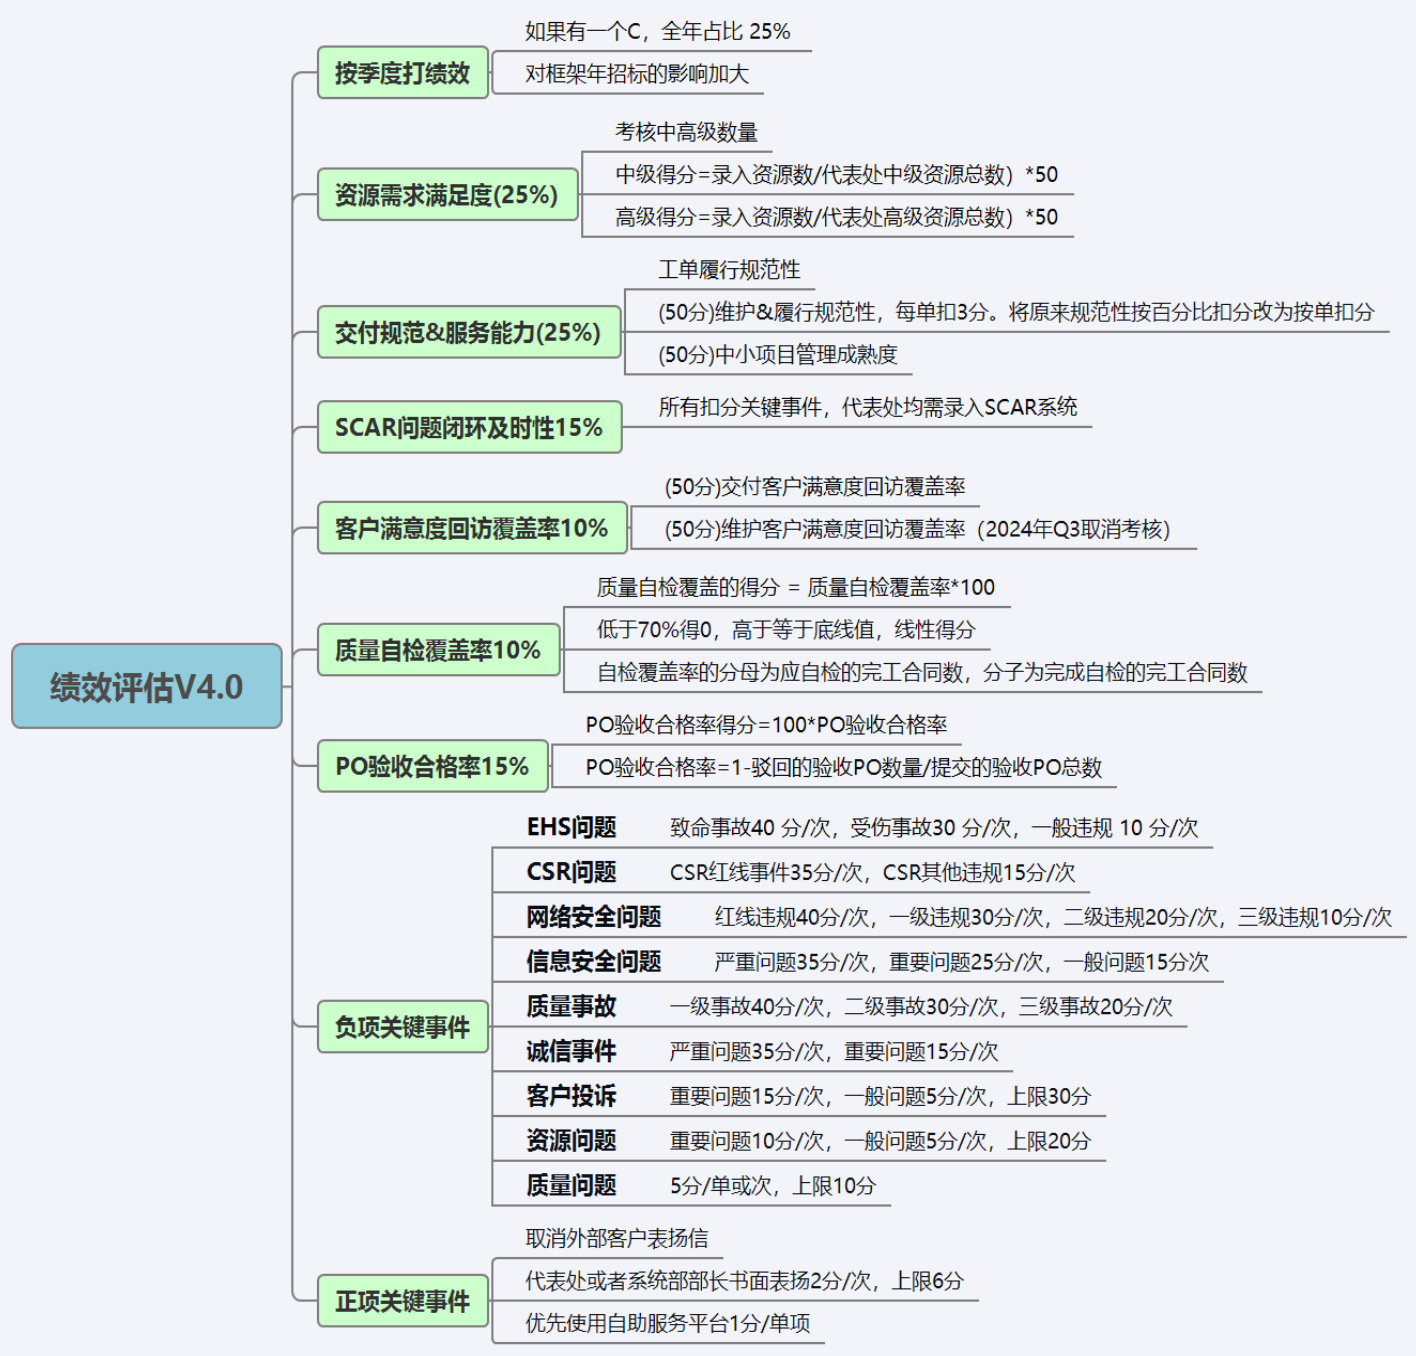 绩效评估V4.0
按季度打绩效
如果有一个C，全年占比 25%
对框架年招标的影响加大
资源需求满足度(25%)
考核中高级数量
中级得分=录入资源数/代表处中级资源总数）*50
高级得分=录入资源数/代表处高级资源总数）*50
交付规范&服务能力(25%)
工单履行规范性
(50分)维护&履行规范性，每单扣3分。将原来规范性按百分比扣分改为按单扣分
(50分)中小项目管理成熟度
SCAR问题闭环及时性15%
所有扣分关键事件，代表处均需录入SCAR系统
客户满意度回访覆盖率10%
(50分)交付客户满意度回访覆盖率
(50分)维护客户满意度回访覆盖率（2024年Q3取消考核）
质量自检覆盖率10%
质量自检覆盖的得分 = 质量自检覆盖率*100
低于70%得0，高于等于底线值，线性得分
自检覆盖率的分母为应自检的完工合同数，分子为完成自检的完工合同数
PO验收合格率15%
PO验收合格率得分=100*PO验收合格率
PO验收合格率=1-驳回的验收PO数量/提交的验收PO总数
负项关键事件
EHS问题 致命事故40 分/次，受伤事故30 分/次，一般违规 10 分/次
CSR问题 CSR红线事件35分/次，CSR其他违规15分/次
网络安全问题 红线违规40分/次，一级违规30分/次，二级违规20分/次，三级违规10分/次
信息安全问题 严重问题35分/次，重要问题25分/次，一般问题15分次
质量事故 一级事故40分/次，二级事故30分/次，三级事故20分/次
诚信事件 严重问题35分/次，重要问题15分/次
客户投诉 重要问题15分/次，一般问题5分/次，上限30分
资源问题 重要问题10分/次，一般问题5分/次，上限20分
质量问题 5分/单或次，上限10分
正项关键事件
取消外部客户表扬信
代表处或者系统部部长书面表扬2分/次，上限6分
优先使用自助服务平台1分/单项